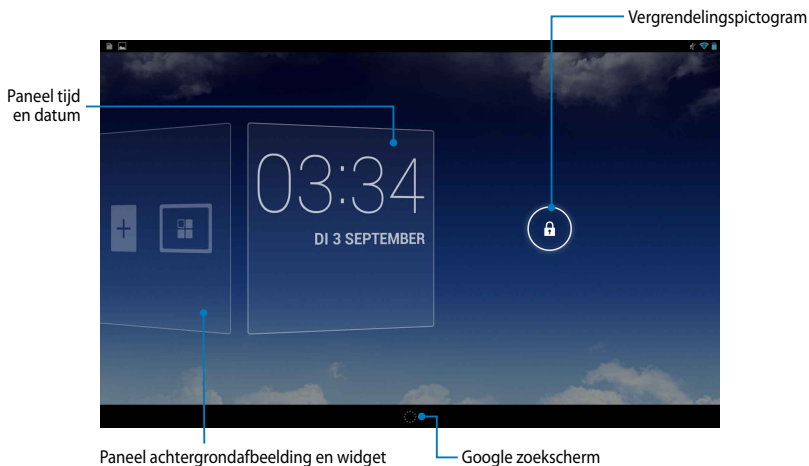 Vergrendelingspictogram
Paneel tijd
en datum
03:34
DI 3 SEPTEMBER
Paneel achtergrondafbeelding en widget
Google zoekscherm